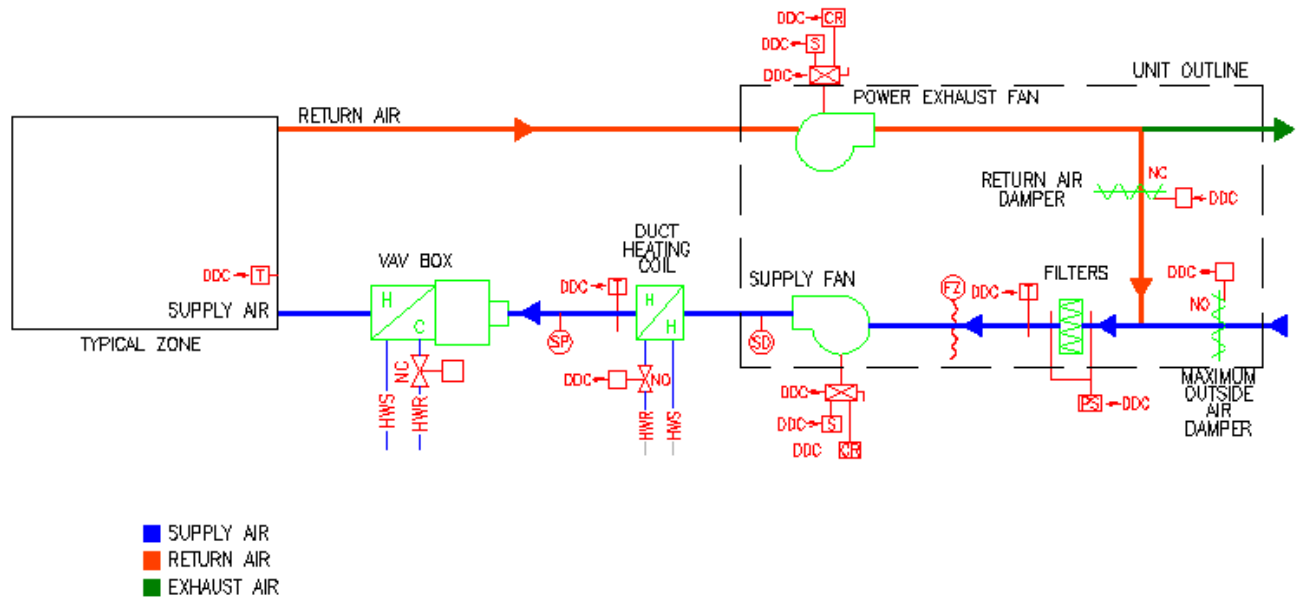 DDC CR
DDC S
DDC
UNIT OUTLINE
POWER EXHAUST FAN
RETURN AIR
NC
RETURN AIR
DAMPER
DDC
DUCT
HEATING
COIL
VAV BOX
DDC T
SUPPLY AIR
TYPICAL ZONE
H
C
NC
HWS
HWR
DDC T
SP
H
H
DDC
NO
HWR
HWS
SUPPLY FAN
SD
FZ
DDC T
FILTERS
DDC
NO
PS DDC
MAXIMUM
OUTSIDE
AIR
DAMPER
DDC
DDC S
DDC CR
SUPPLY AIR
RETURN AIR
EXHAUST AIR